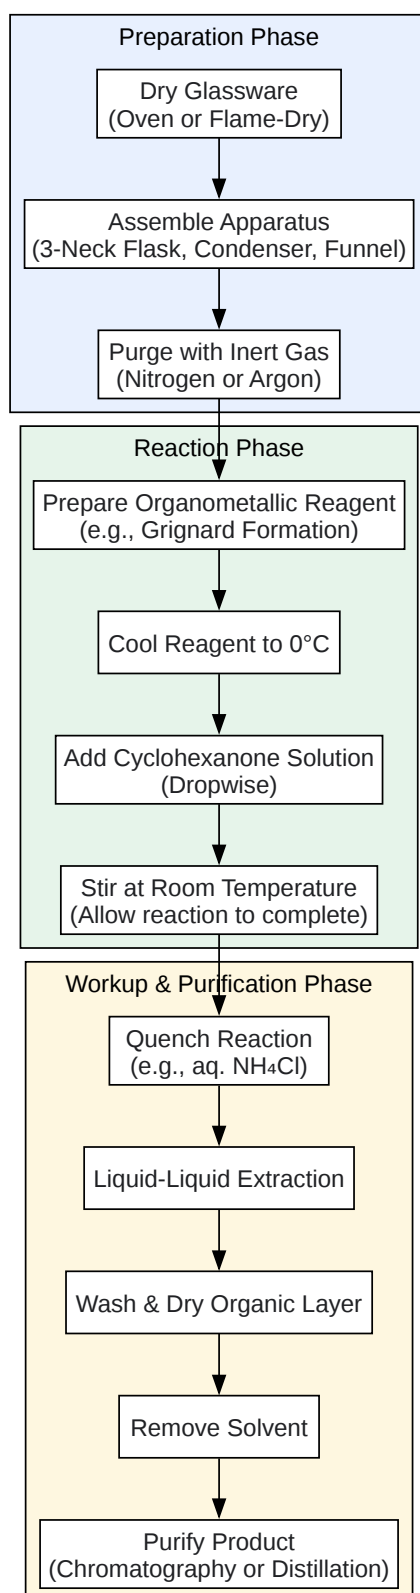 Preparation Phase
Dry Glassware
(Oven or Flame-Dry)
Assemble Apparatus
(3-Neck Flask, Condenser, Funnel)
Purge with Inert Gas
(Nitrogen or Argon)
Reaction Phase
Prepare Organometallic Reagent
(e.g., Grignard Formation)
Cool Reagent to 0°C
Add Cyclohexanone Solution
(Dropwise)
Stir at Room Temperature
(Allow reaction to complete)
Workup & Purification Phase
Quench Reaction
(e.g., aq. NH₄Cl)
Liquid-Liquid Extraction
Wash & Dry Organic Layer
Remove Solvent
Purify Product
(Chromatography or Distillation)